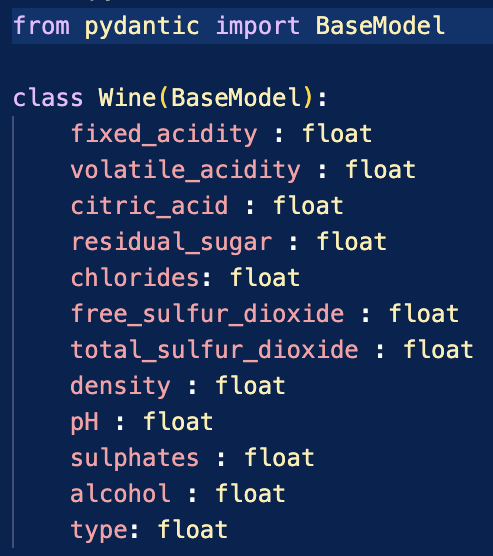 from pydantic import BaseModel
class Wine(BaseModel):
    fixed_acidity : float
    volatile_acidity : float
    citric_acid : float
    residual_sugar : float
    chlorides: float
    free_sulfur_dioxide : float
    total_sulfur_dioxide : float
    density : float
    pH : float
    sulphates : float
    alcohol : float
    type: float